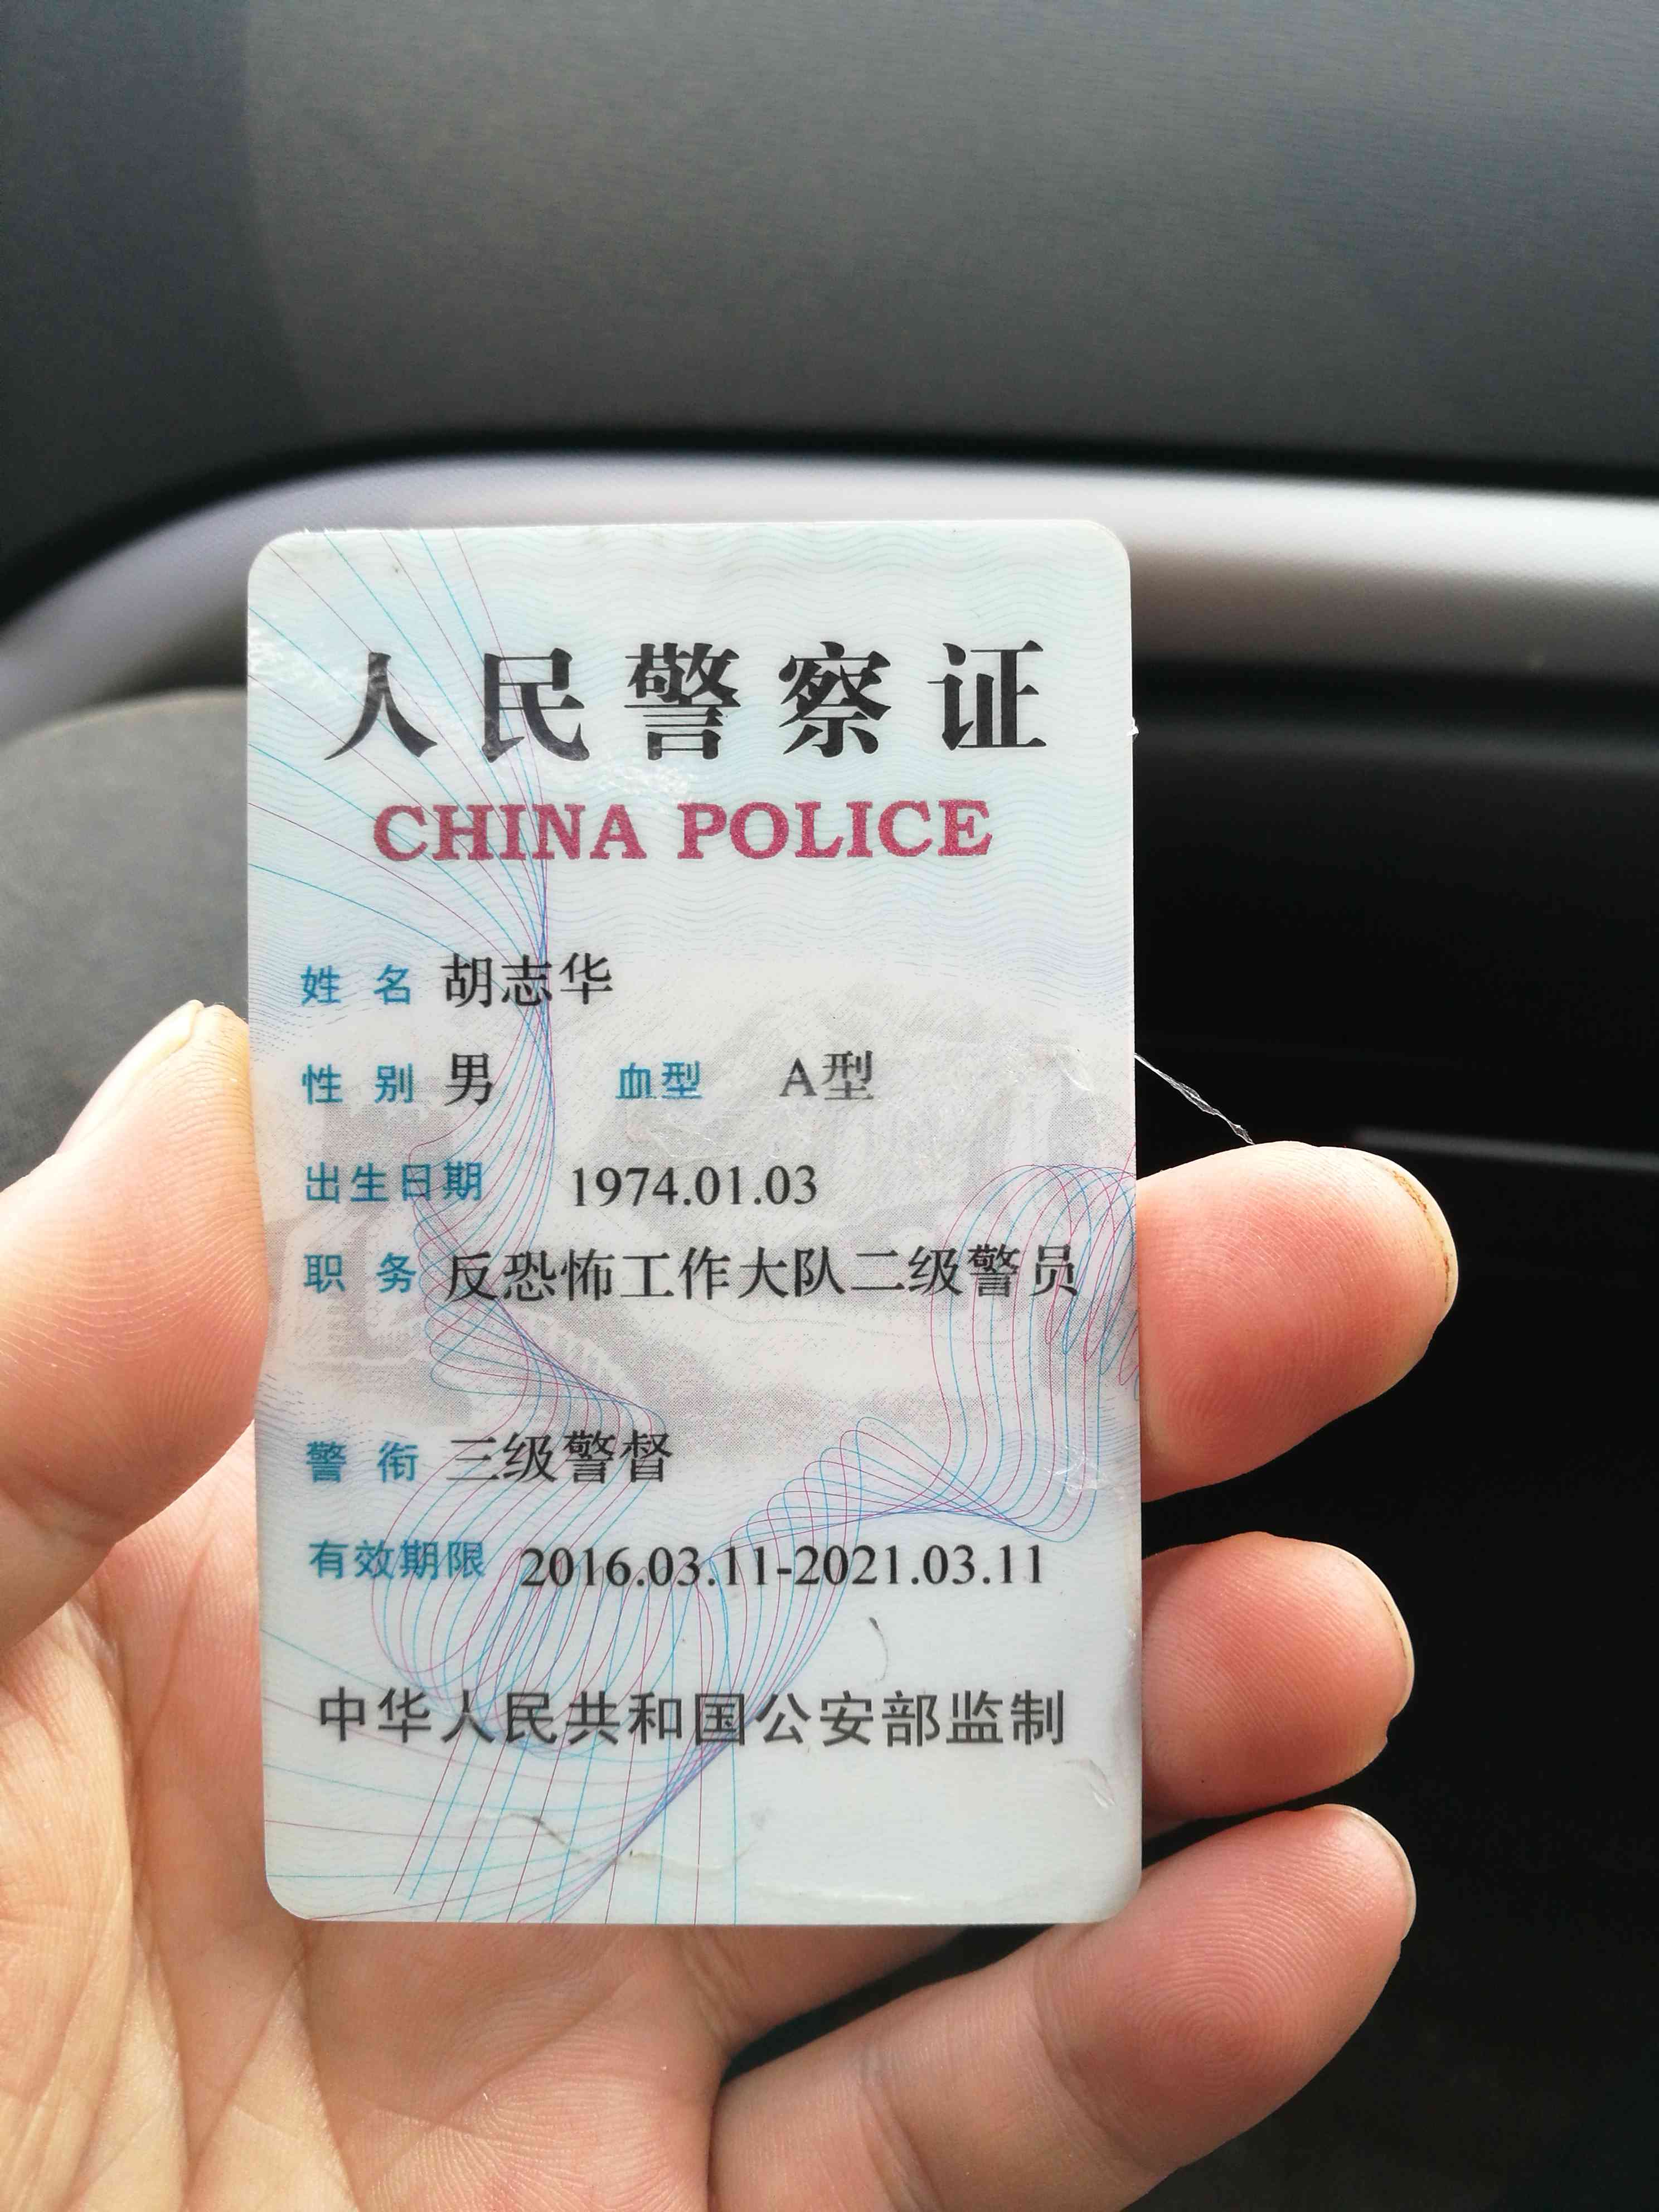 人民警察证
CHINA POLICE
姓名 胡志华
性别 男 血型 A型
出生日期 1974.01.03
职务 反恐怖工作大队二级警员
警衔 三级警督
有效期限 2016.03.11-2021.03.11
中华人民共和国公安部监制